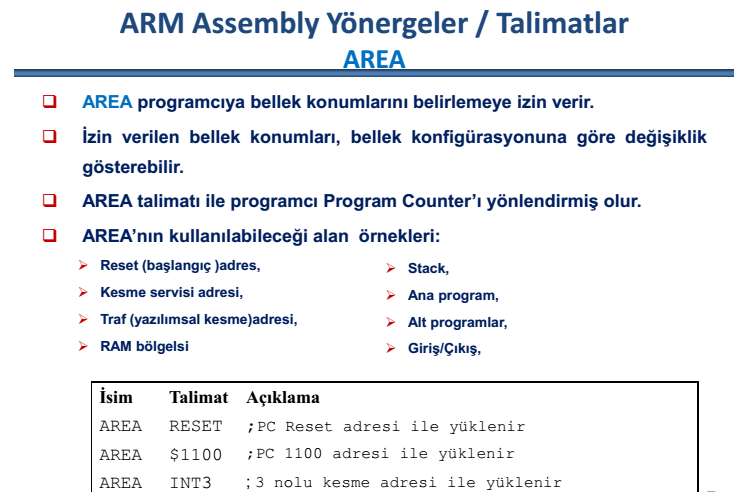 ARM Assembly Yönergeler / Talimatlar
AREA
AREA programcıya bellek konumlarını belirlemeye izin verir.
İzin verilen bellek konumları, bellek konfigürasyonuna göre değişiklik
gösterebilir.
AREA talimatı ile programcı Program Counter’ı yönlendirmiş olur.
AREA’nın kullanılabileceği alan örnekleri:
Reset (başlangıç )adres,
Kesme servisi adresi,
Traf (yazılımsal kesme)adresi,
RAM bölgelsi
Stack,
Ana program,
Alt programlar,
Giriş/Çıkış,
İsim Talimat Açıklama
AREA RESET ;PC Reset adresi ile yüklenir
AREA $1100 ;PC 1100 adresi ile yüklenir
AREA INT3 ;3 nolu kesme adresi ile yüklenir